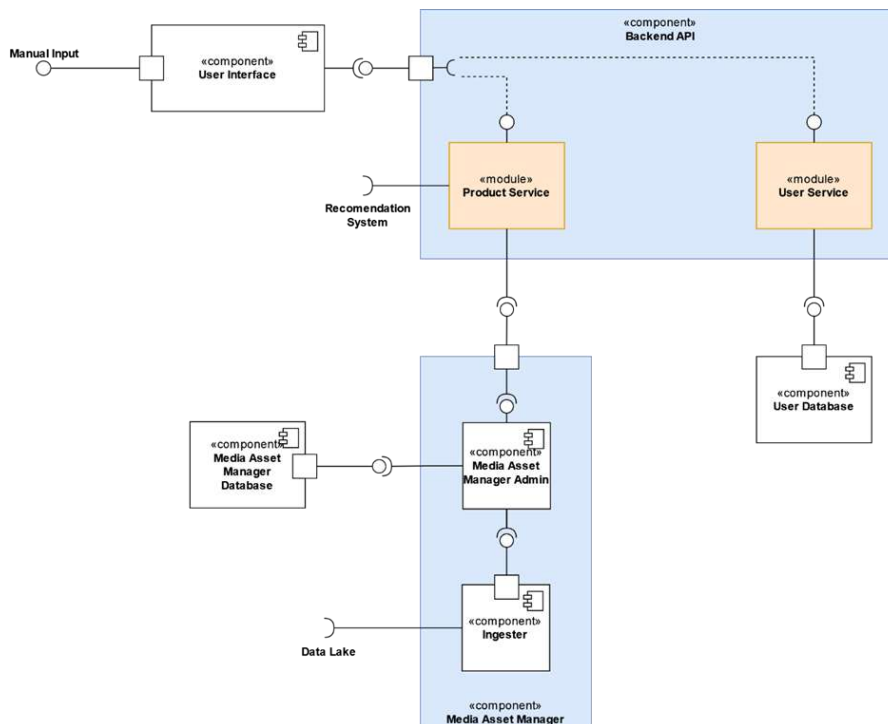 «component»
Backend API
Manual Input
«component»
User Interface
«module»
Product Service
«module»
User Service
Recomendation
System
«component»
User Database
«component»
Media Asset
Manager
Database
«component»
Media Asset
Manager Admin
«component»
Ingester
Data Lake
«component»
Media Asset Manager